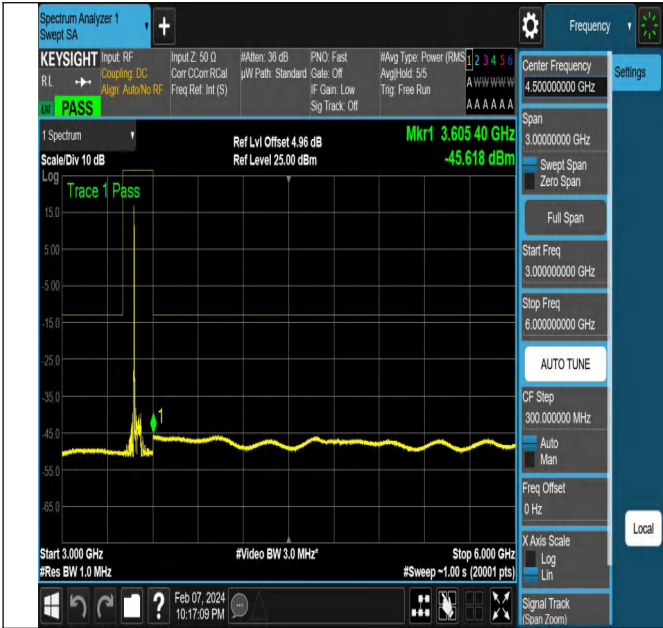 Spectrum Analyzer 1
Swept SA
Frequency
KEYSIGHT
RL
PASS
Input: RF
Coupling: DC
Align: Auto/No RF
Input Z: 50 Ω
Corr CCorr RCal
Freq Ref: Int (S)
#Atten: 36 dB
µW Path: Standard
PNO: Fast
Gate: Off
IF Gain: Low
Sig Track: Off
#Avg Type: Power (RMS
Avg|Hold: 5/5
Trig: Free Run
1 2 3 4 5 6
A W W W W W
A A A A A A
1 Spectrum
Scale/Div 10 dB
Ref Lvl Offset 4.96 dB
Ref Level 25.00 dBm
Mkr1 3.605 40 GHz
-45.618 dBm
Log
Trace 1 Pass
15.0
5.00
-5.00
-15.0
-25.0
-35.0
-45.0
-55.0
-65.0
1
Start 3.000 GHz
#Res BW 1.0 MHz
#Video BW 3.0 MHz*
Stop 6.000 GHz
#Sweep ~1.00 s (20001 pts)
Feb 07, 2024
10:17:09 PM
Center Frequency
4.500000000 GHz
Settings
Span
3.00000000 GHz
Swept Span
Zero Span
Full Span
Start Freq
3.000000000 GHz
Stop Freq
6.000000000 GHz
AUTO TUNE
CF Step
300.000000 MHz
Auto
Man
Freq Offset
0 Hz
X Axis Scale
Log
Lin
Local
Signal Track
(Span Zoom)